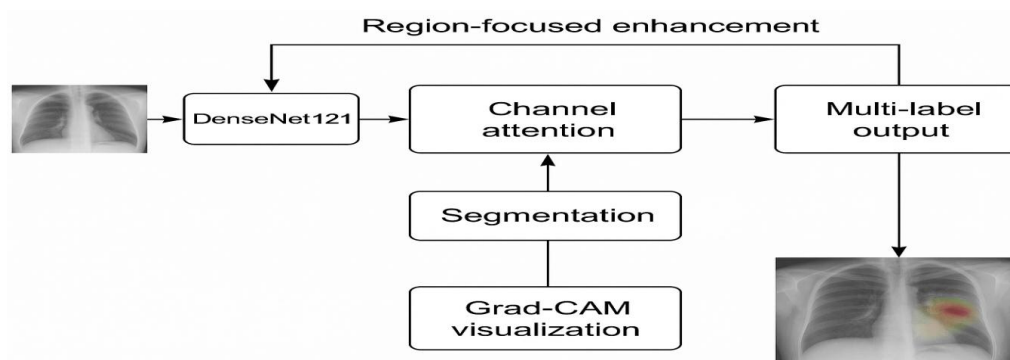 Region-focused enhancement
DenseNet121
Channel
attention
Multi-label
output
Segmentation
Grad-CAM
visualization